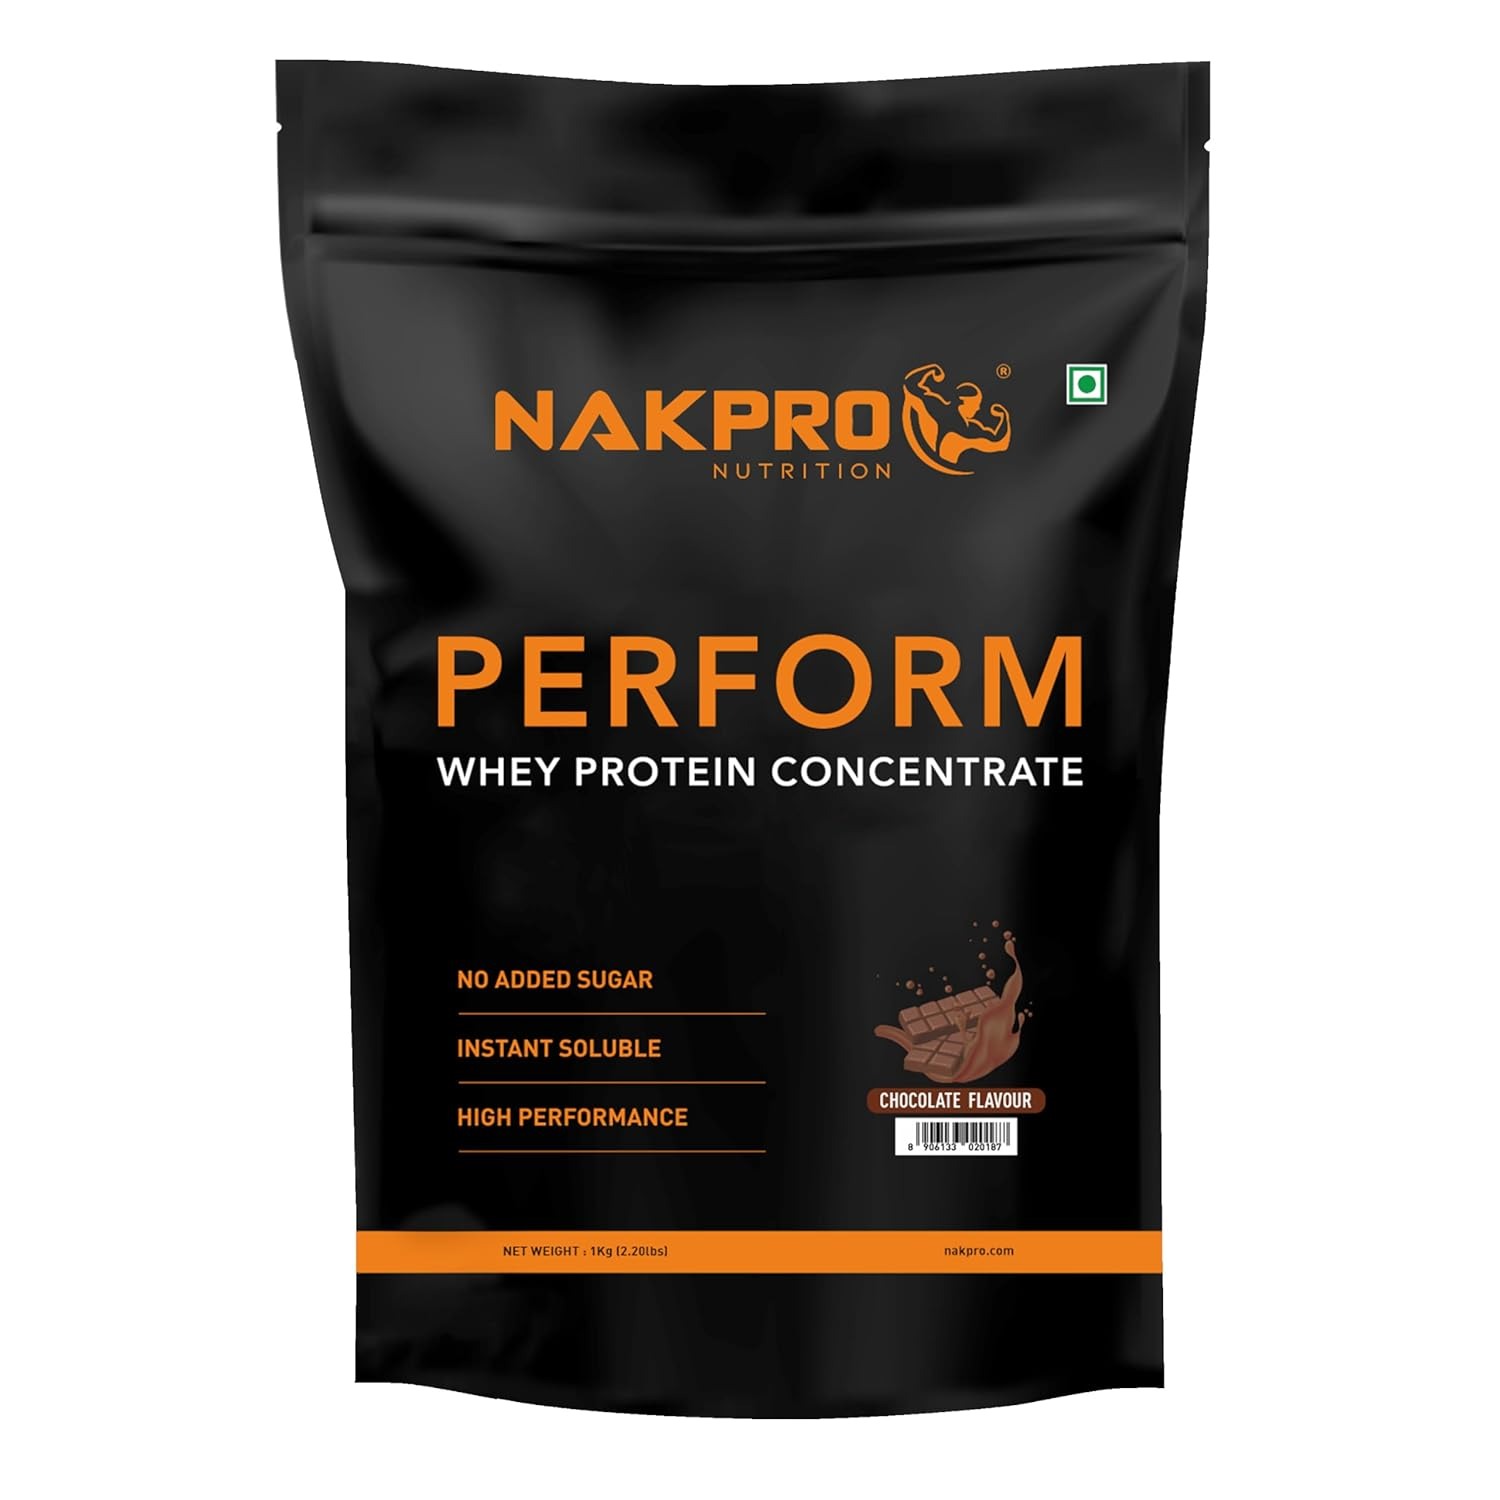 NAKPRO ®
NUTRITION
PERFORM
WHEY PROTEIN CONCENTRATE
NO ADDED SUGAR
INSTANT SOLUBLE
HIGH PERFORMANCE
CHOCOLATE FLAVOUR
8 906133 020187
NET WEIGHT : 1Kg (2.20lbs)
nakpro.com